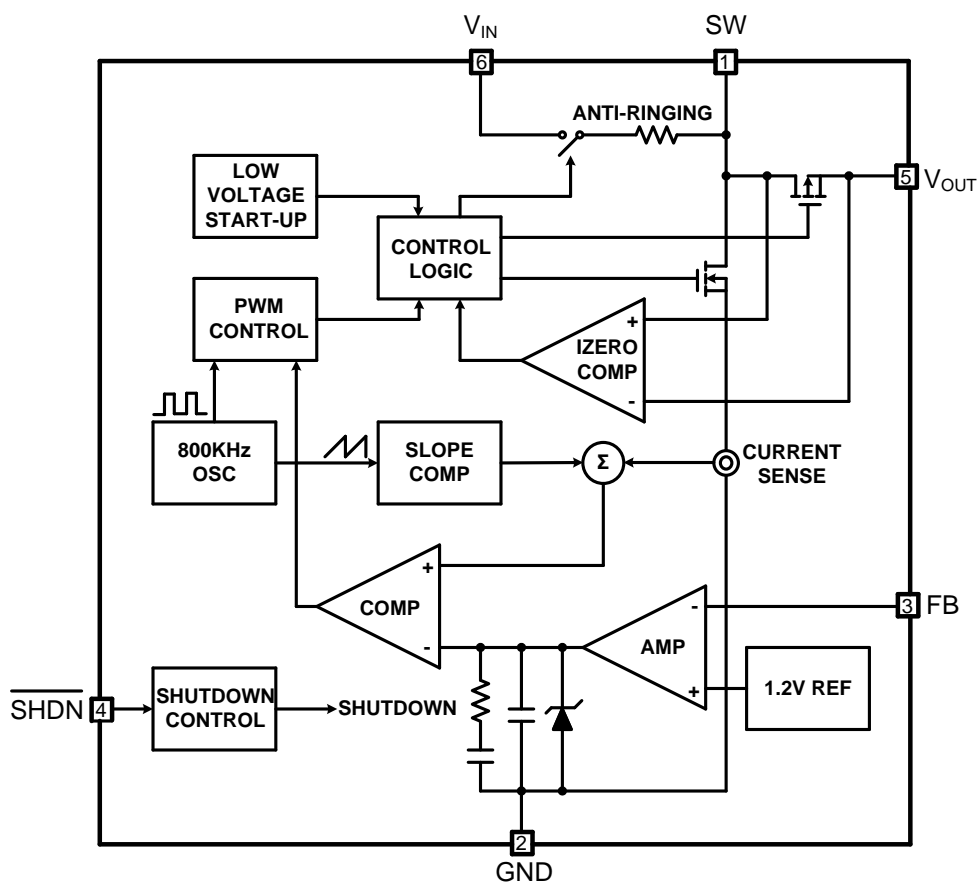 VIN
SW
6
1
ANTI-RINGING
LOW
VOLTAGE
START-UP
5
VOUT
CONTROL
LOGIC
PWM
CONTROL
+
IZERO
COMP
-
800KHz
OSC
SLOPE
COMP
Σ
CURRENT
SENSE
+
COMP
-
-
AMP
+
3
FB
1.2V REF
SHDN
4
SHUTDOWN
CONTROL
SHUTDOWN
2
GND